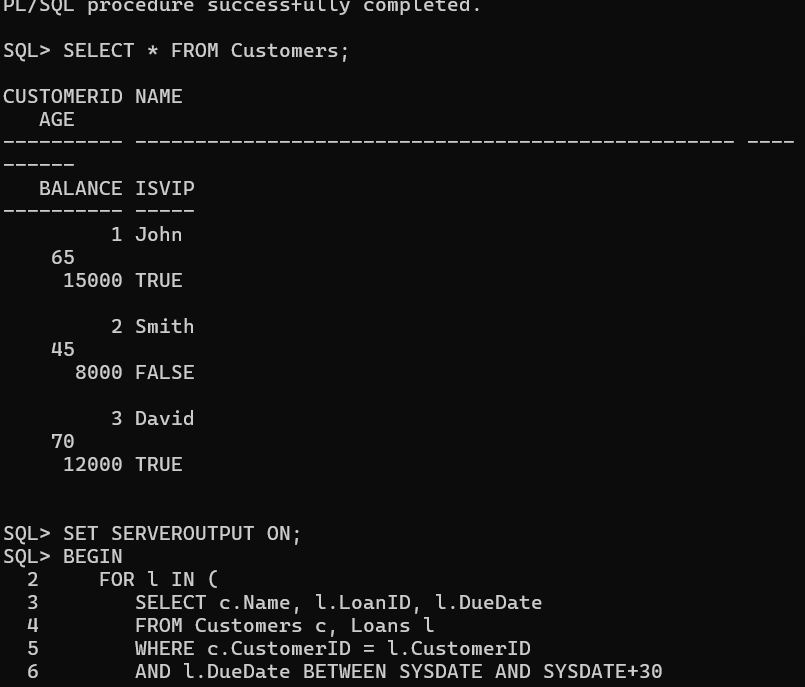 PL/SQL procedure successfully completed.
SQL> SELECT * FROM Customers;
CUSTOMERID NAME
   AGE
---------- -------------------------------------------------- ----
------
   BALANCE ISVIP
---------- -----
         1 John
    65
     15000 TRUE
         2 Smith
    45
      8000 FALSE
         3 David
    70
     12000 TRUE
SQL> SET SERVEROUTPUT ON;
SQL> BEGIN
  2     FOR l IN (
  3        SELECT c.Name, l.LoanID, l.DueDate
  4        FROM Customers c, Loans l
  5        WHERE c.CustomerID = l.CustomerID
  6        AND l.DueDate BETWEEN SYSDATE AND SYSDATE+30